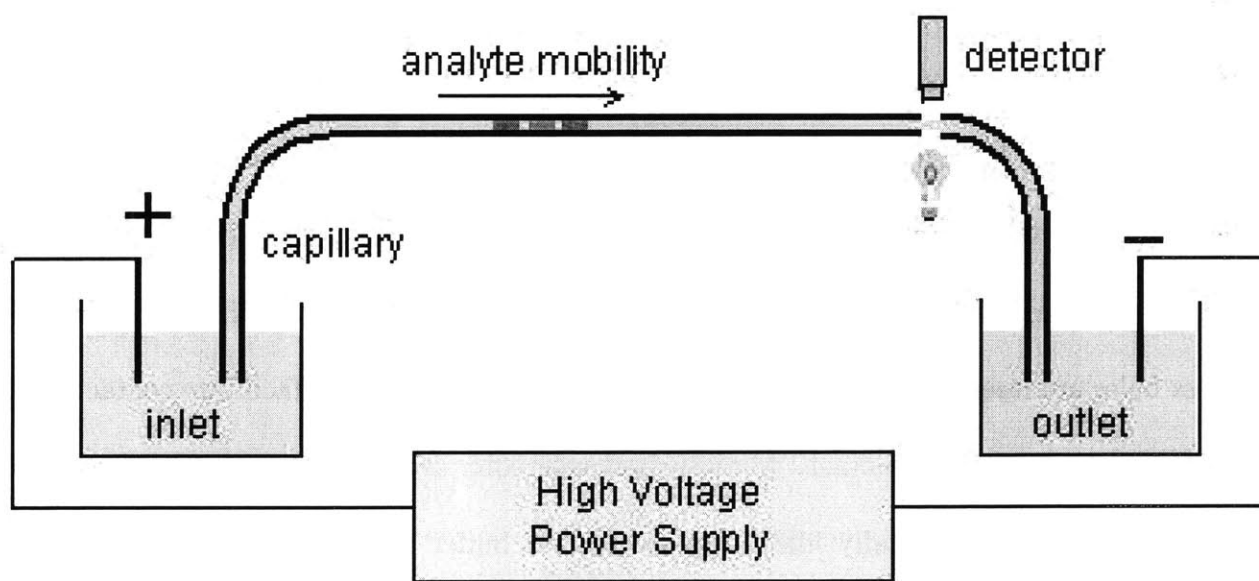 analyte mobility
detector
+
capillary
−
inlet
outlet
High Voltage
Power Supply